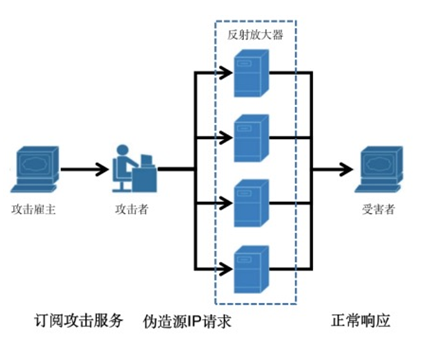 反射放大器
攻击雇主
攻击者
受害者
订阅攻击服务
伪造源IP请求
正常响应